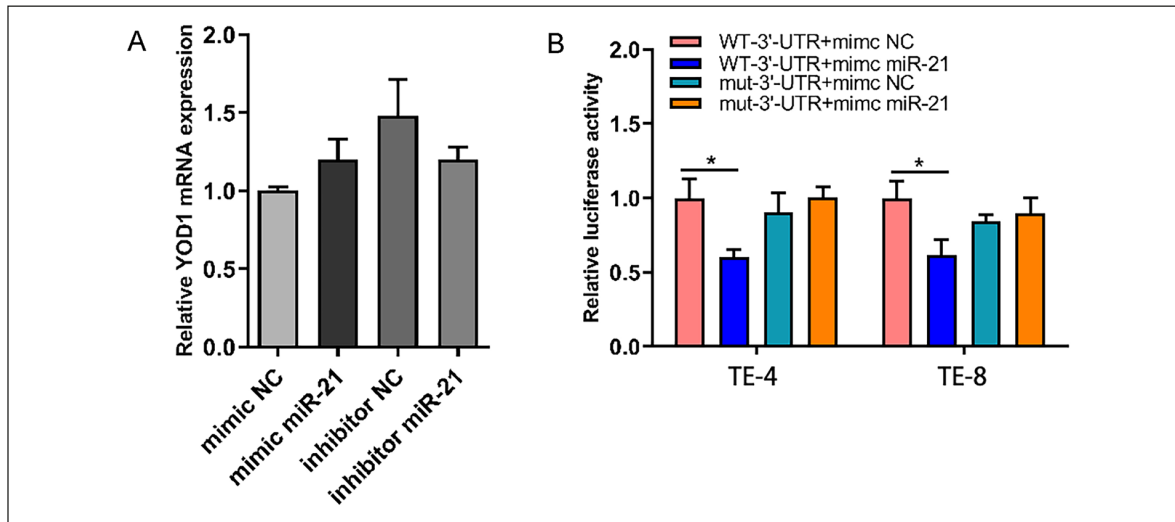 A
Relative YOD1 mRNA expression
2.0
1.5
1.0
0.5
0.0
mimic NC
mimic miR-21
inhibitor NC
inhibitor miR-21
B
WT-3'-UTR+mimc NC
WT-3'-UTR+mimc miR-21
mut-3'-UTR+mimc NC
mut-3'-UTR+mimc miR-21
Relative luciferase activity
2.0
1.5
1.0
0.5
0.0
*
*
TE-4
TE-8